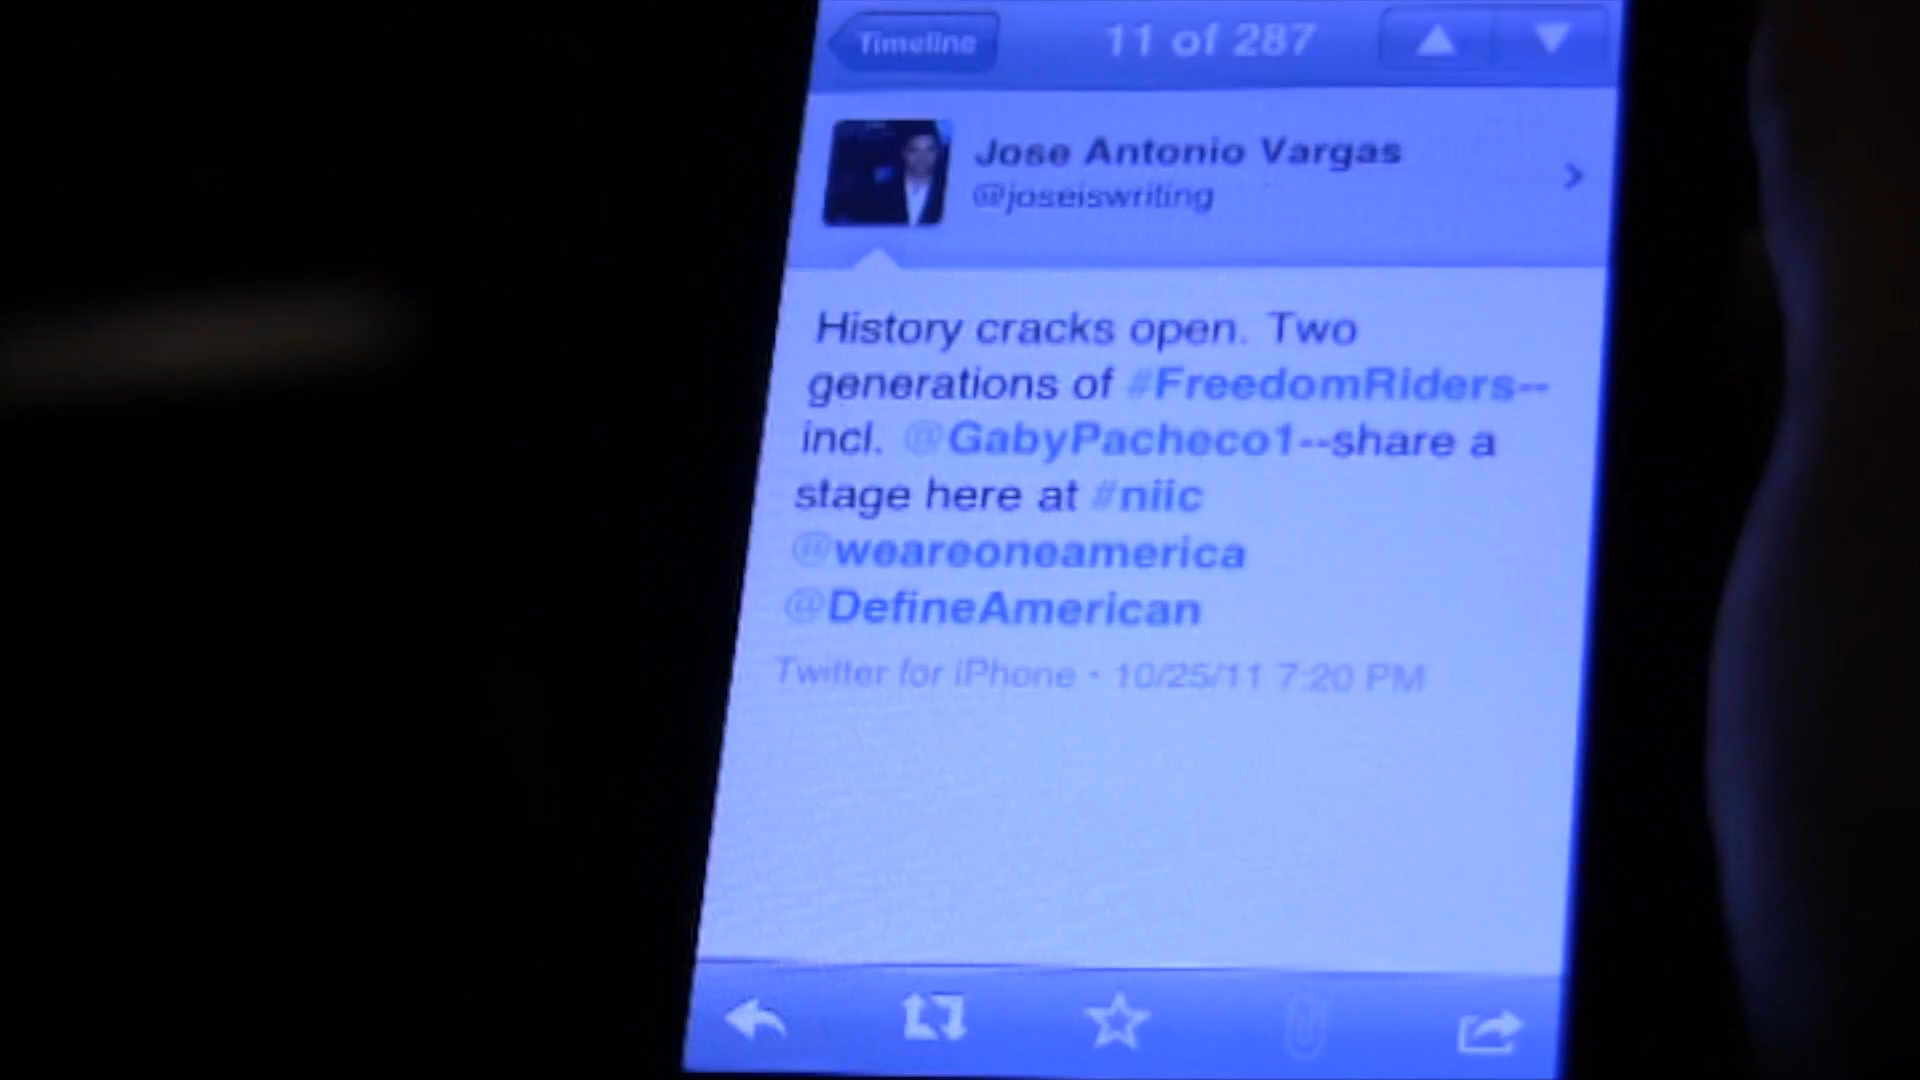 Timeline
11 of 287
Jose Antonio Vargas
@joseiswriting
History cracks open. Two
generations of #FreedomRiders--
incl. @GabyPacheco1--share a
stage here at #niic
@weareoneamerica
@DefineAmerican
Twitter for iPhone · 10/25/11 7:20 PM